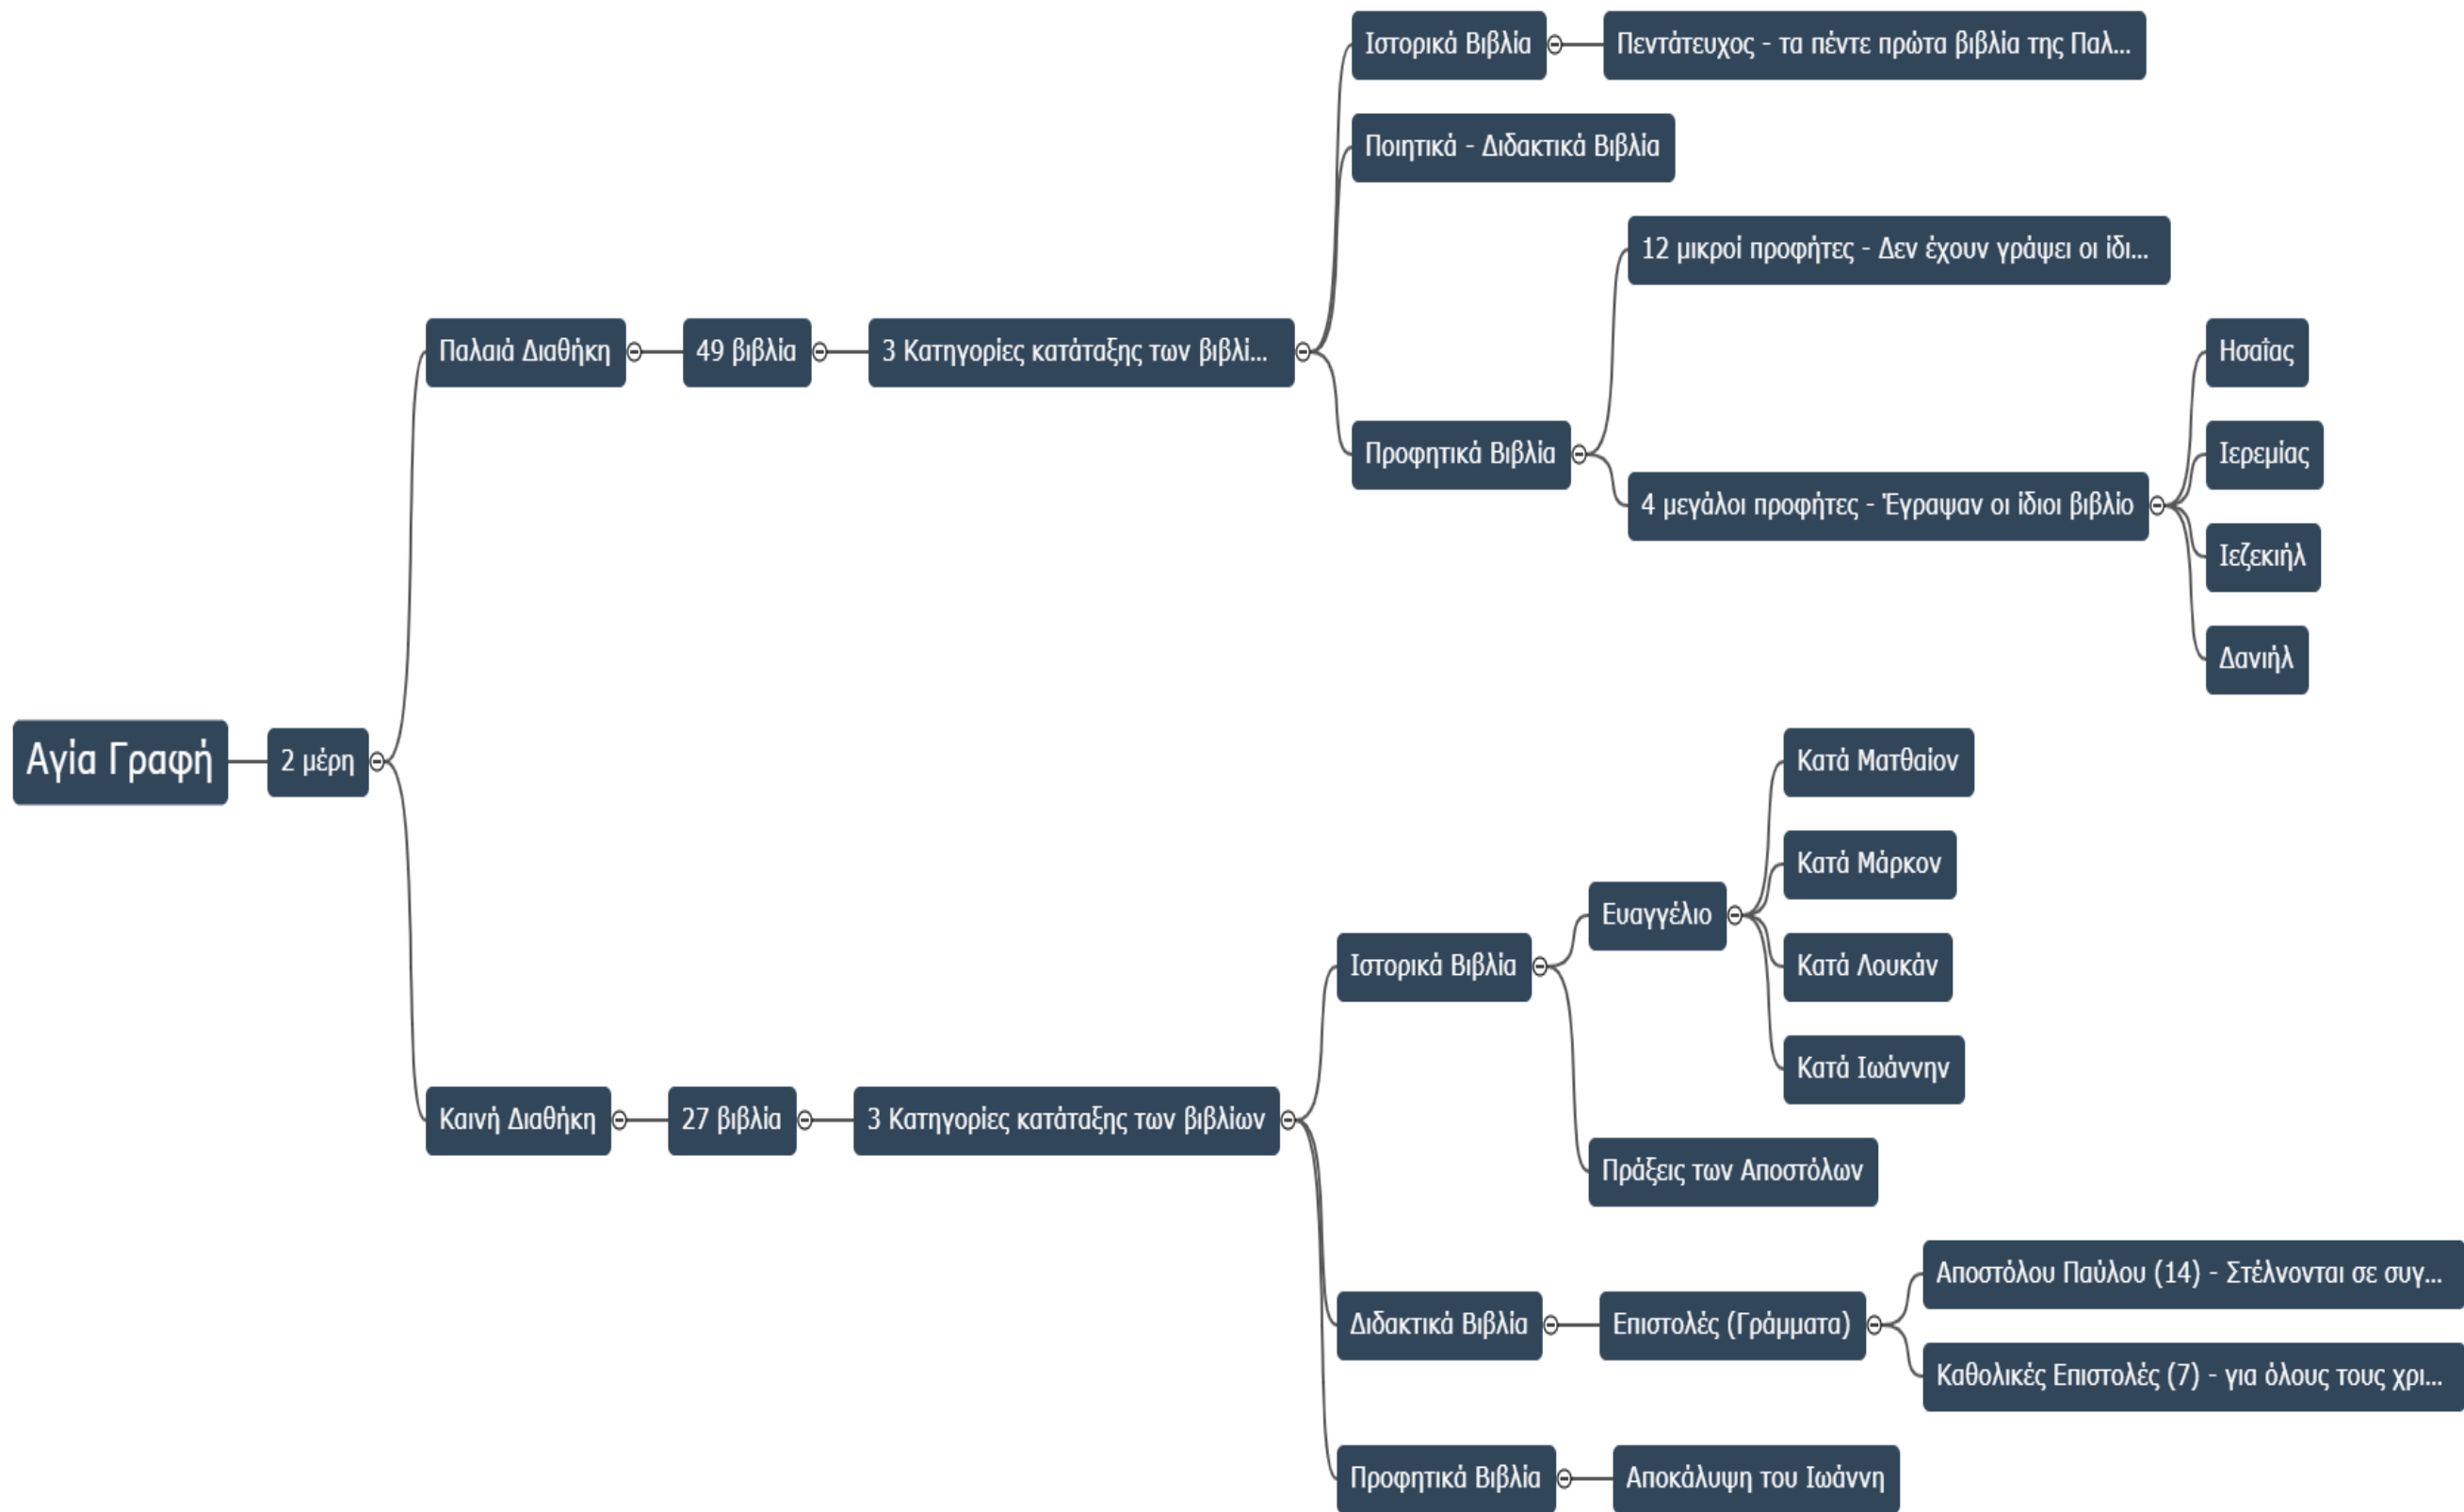 Αγία Γραφή
2 μέρη
Παλαιά Διαθήκη
49 βιβλία
3 Κατηγορίες κατάταξης των βιβλί...
Ιστορικά Βιβλία
Πεντάτευχος - τα πέντε πρώτα βιβλία της Παλ...
Ποιητικά - Διδακτικά Βιβλία
Προφητικά Βιβλία
12 μικροί προφήτες - Δεν έχουν γράψει οι ίδι...
4 μεγάλοι προφήτες - Έγραψαν οι ίδιοι βιβλίο
Ησαΐας
Ιερεμίας
Ιεζεκιήλ
Δανιήλ
Καινή Διαθήκη
27 βιβλία
3 Κατηγορίες κατάταξης των βιβλίων
Ιστορικά Βιβλία
Ευαγγέλιο
Κατά Ματθαίον
Κατά Μάρκον
Κατά Λουκάν
Κατά Ιωάννην
Πράξεις των Αποστόλων
Διδακτικά Βιβλία
Επιστολές (Γράμματα)
Αποστόλου Παύλου (14) - Στέλνονται σε συγ...
Καθολικές Επιστολές (7) - για όλους τους χρι...
Προφητικά Βιβλία
Αποκάλυψη του Ιωάννη